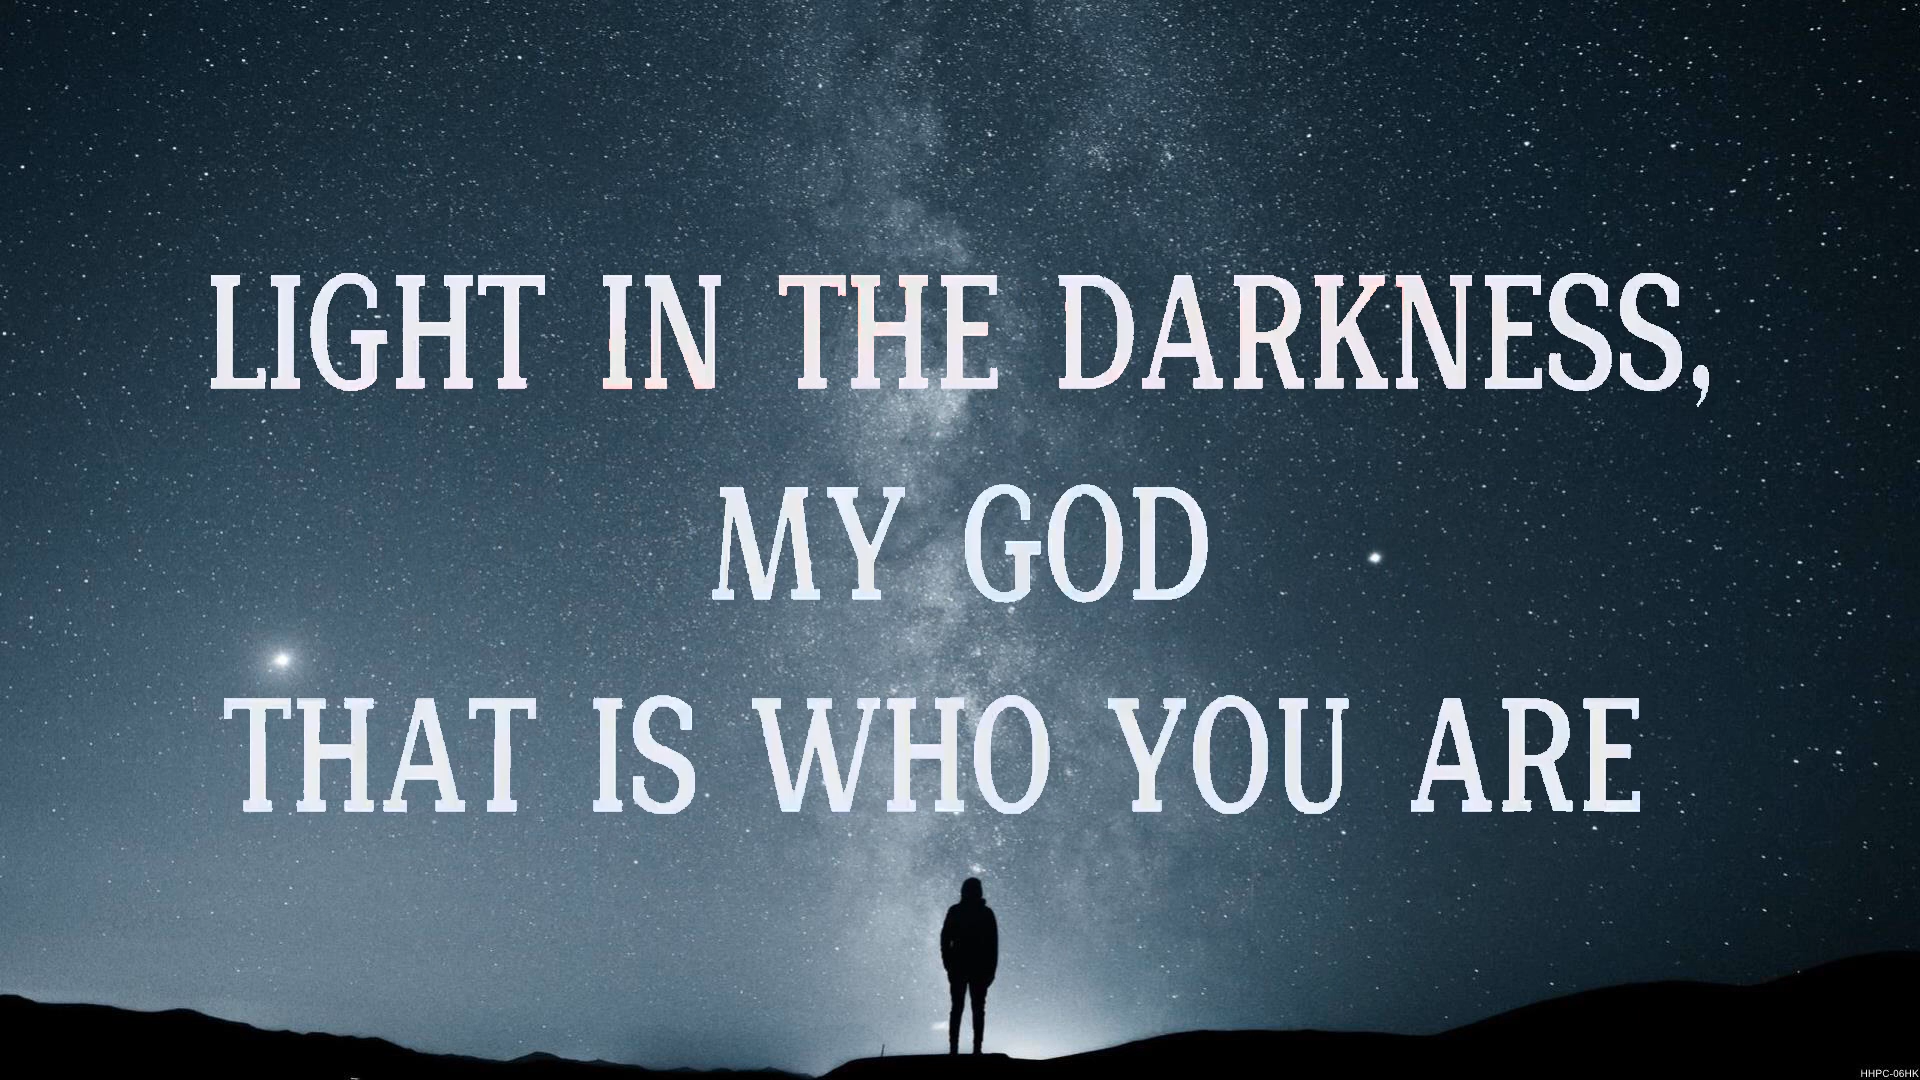 LIGHT IN THE DARKNESS,
MY GOD
THAT IS WHO YOU ARE
HHPC-06HK